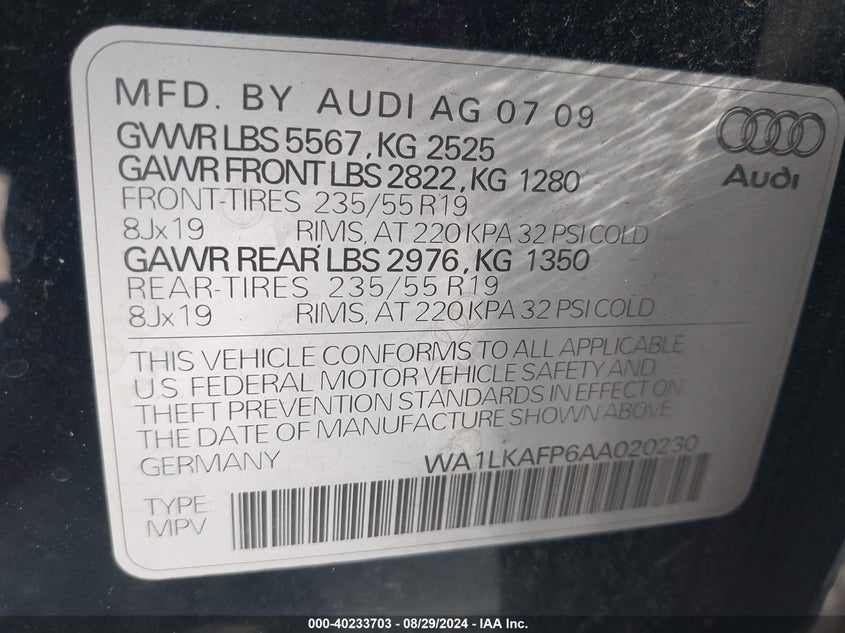 MFD. BY AUDI AG 07 09
GVWR LBS 5567, KG 2525
GAWR FRONT LBS 2822, KG 1280
FRONT-TIRES 235/55 R19
8Jx19 RIMS, AT 220 KPA 32 PSI COLD
GAWR REAR LBS 2976, KG 1350
REAR-TIRES 235/55 R19
8Jx19 RIMS, AT 220 KPA 32 PSI COLD
Audi
THIS VEHICLE CONFORMS TO ALL APPLICABLE
U.S. FEDERAL MOTOR VEHICLE SAFETY AND
THEFT PREVENTION STANDARDS IN EFFECT ON
THE DATE OF MANUFACTURE SHOWN ABOVE
GERMANY WA1LKAFP6AA020230
TYPE:
MPV
000-40233703 - 08/29/2024 - IAA Inc.